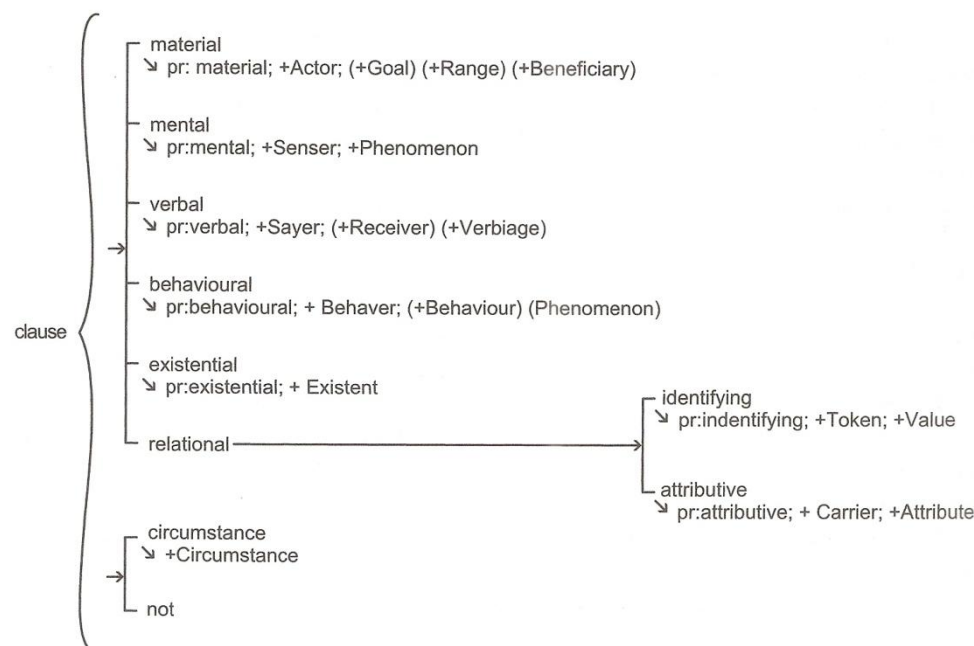 material
pr: material; +Actor; (+Goal) (+Range) (+Beneficiary)
mental
pr:mental; +Senser; +Phenomenon
verbal
pr:verbal; +Sayer; (+Receiver) (+Verbiage)
behavioural
pr:behavioural; + Behaver; (+Behaviour) (Phenomenon)
clause
existential
pr:existential; + Existent
identifying
pr:indentifying; +Token; +Value
relational
attributive
pr:attributive; + Carrier; +Attribute
circumstance
+Circumstance
not